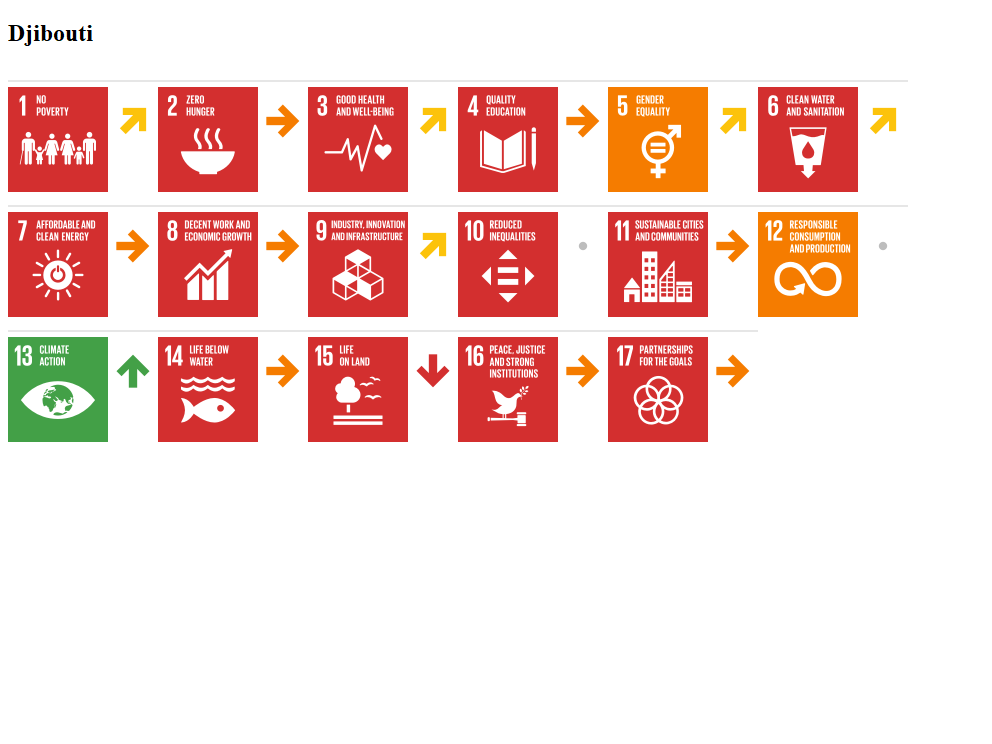 Djibouti
1 NO
POVERTY
2 ZERO
HUNGER
3 GOOD HEALTH
AND WELL-BEING
4 QUALITY
EDUCATION
5 GENDER
EQUALITY
6 CLEAN WATER
AND SANITATION
7 AFFORDABLE AND
CLEAN ENERGY
8 DECENT WORK AND
ECONOMIC GROWTH
9 INDUSTRY, INNOVATION
AND INFRASTRUCTURE
10 REDUCED
INEQUALITIES
11 SUSTAINABLE CITIES
AND COMMUNITIES
12 RESPONSIBLE
CONSUMPTION
AND PRODUCTION
13 CLIMATE
ACTION
14 LIFE BELOW
WATER
15 LIFE
ON LAND
16 PEACE, JUSTICE
AND STRONG
INSTITUTIONS
17 PARTNERSHIPS
FOR THE GOALS